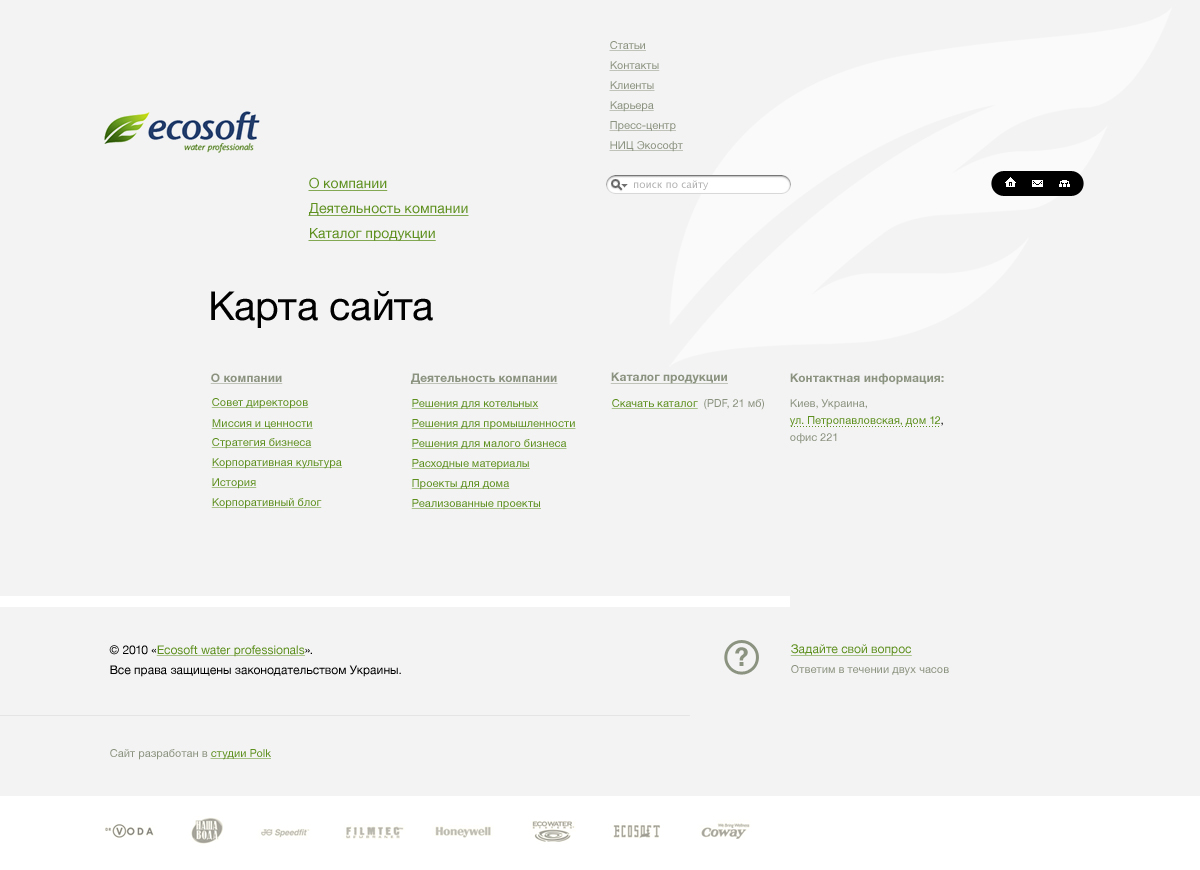 Статьи
Контакты
Клиенты
Карьера
Пресс-центр
НИЦ Экософт
ecosoft
water professionals
О компании
Деятельность компании
Каталог продукции
поиск по сайту
Карта сайта
О компании
Совет директоров
Миссия и ценности
Стратегия бизнеса
Корпоративная культура
История
Корпоративный блог
Деятельность компании
Решения для котельных
Решения для промышленности
Решения для малого бизнеса
Расходные материалы
Проекты для дома
Реализованные проекты
Каталог продукции
Скачать каталог (PDF, 21 мб)
Контактная информация:
Киев, Украина,
ул. Петропавловская, дом 12,
офис 221
© 2010 «Ecosoft water professionals».
Все права защищены законодательством Украины.
?
Задайте свой вопрос
Ответим в течении двух часов
Сайт разработан в студии Polk
VODA
НАША ВОДА
JG Speedfit
FILMTEC
MEMBRANES
Honeywell
ECOWATER
ECOSOFT
Coway